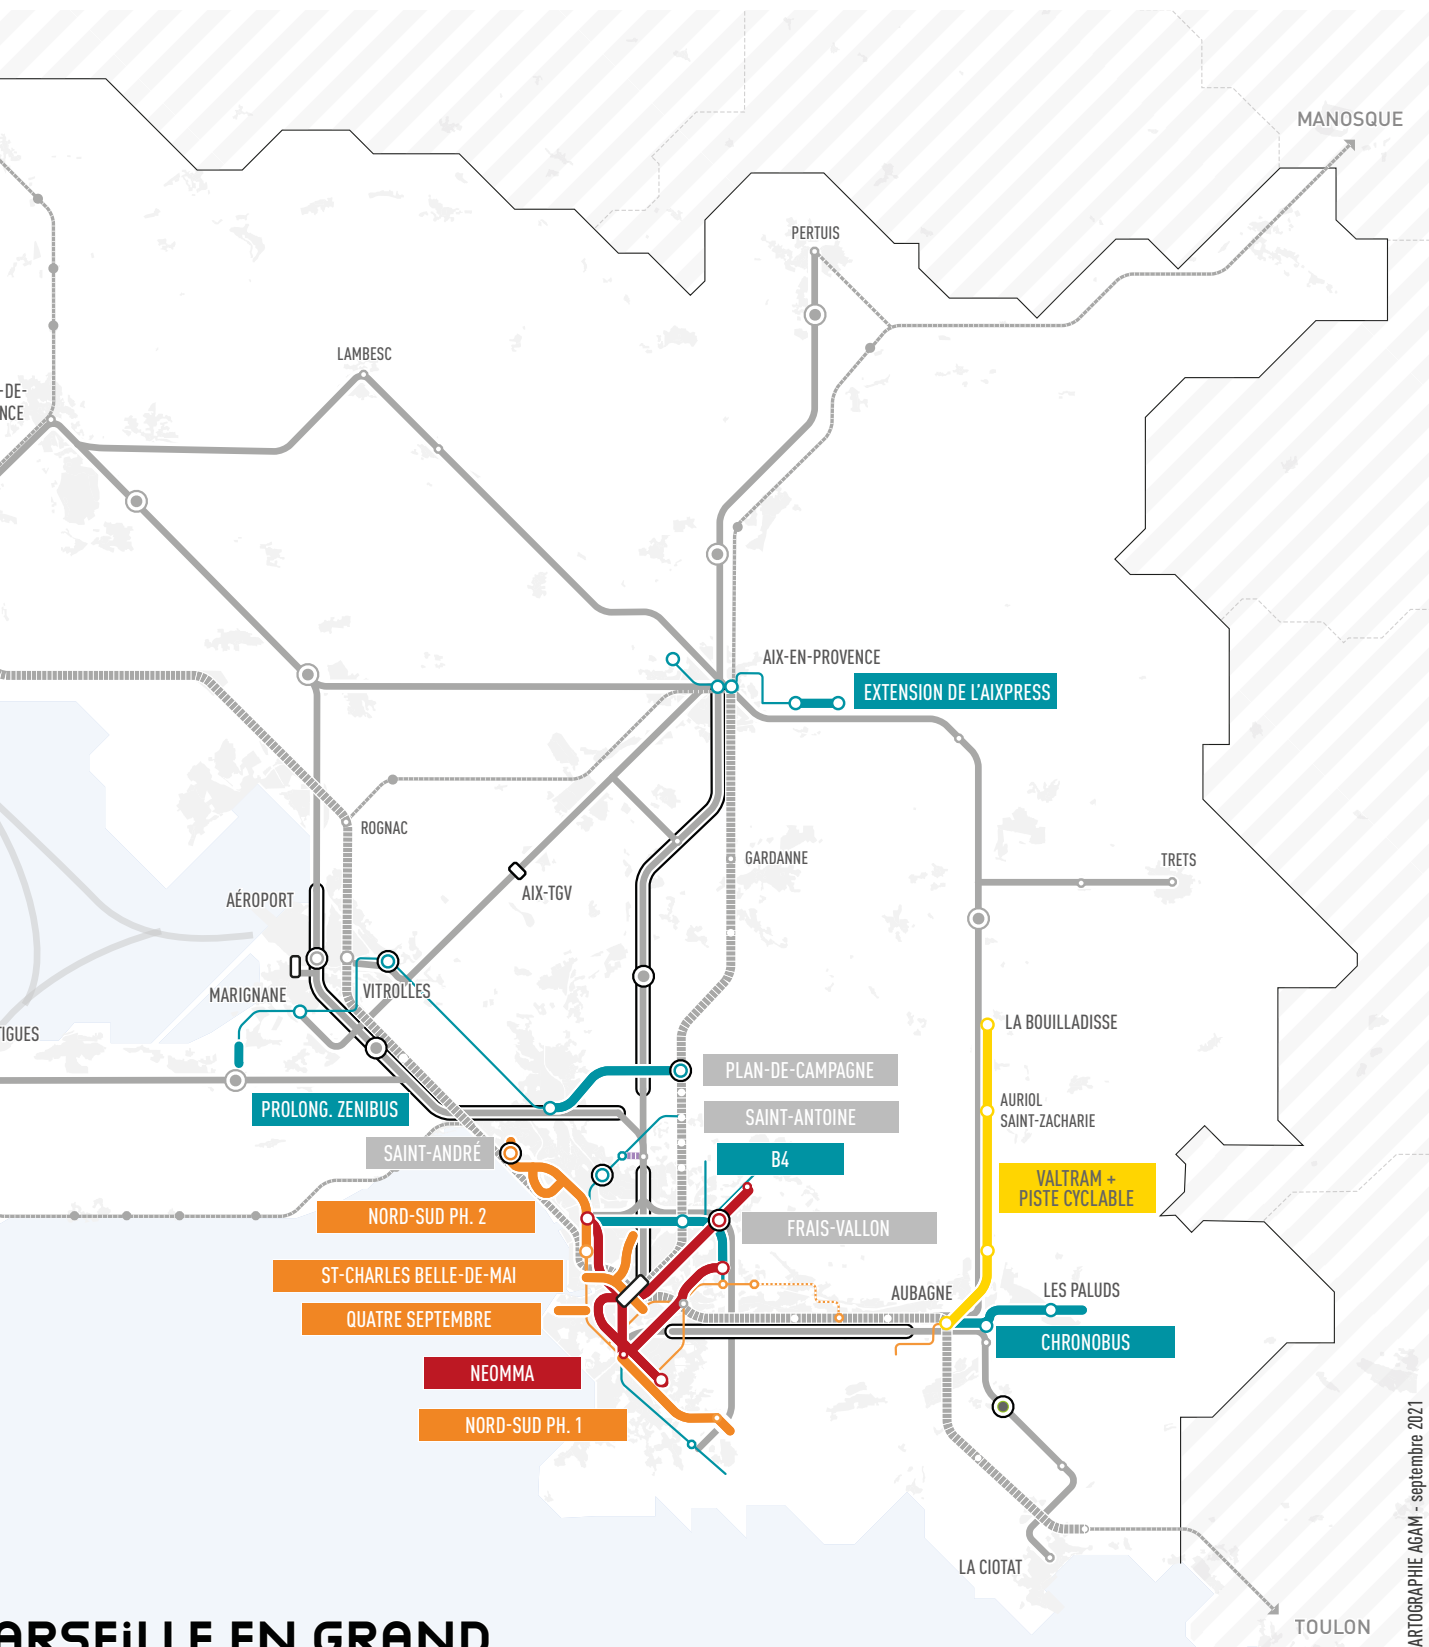 MANOSQUE
PERTUIS
LAMBESC
-DE-
NCE
AIX-EN-PROVENCE
EXTENSION DE L'AIXPRESS
ROGNAC
GARDANNE
TRETS
AÉROPORT
AIX-TGV
MARIGNANE
VITROLLES
LA BOUILLADISSE
TIGUES
PLAN-DE-CAMPAGNE
AURIOL
SAINT-ZACHARIE
PROLONG. ZENIBUS
SAINT-ANTOINE
SAINT-ANDRÉ
B4
VALTRAM +
PISTE CYCLABLE
NORD-SUD PH. 2
FRAIS-VALLON
ST-CHARLES BELLE-DE-MAI
AUBAGNE
LES PALUDS
QUATRE SEPTEMBRE
CHRONOBUS
NEOMMA
NORD-SUD PH. 1
LA CIOTAT
TOULON
ARTOGRAPHIE AGAM - septembre 2021
ARSEiLLE EN GRAND